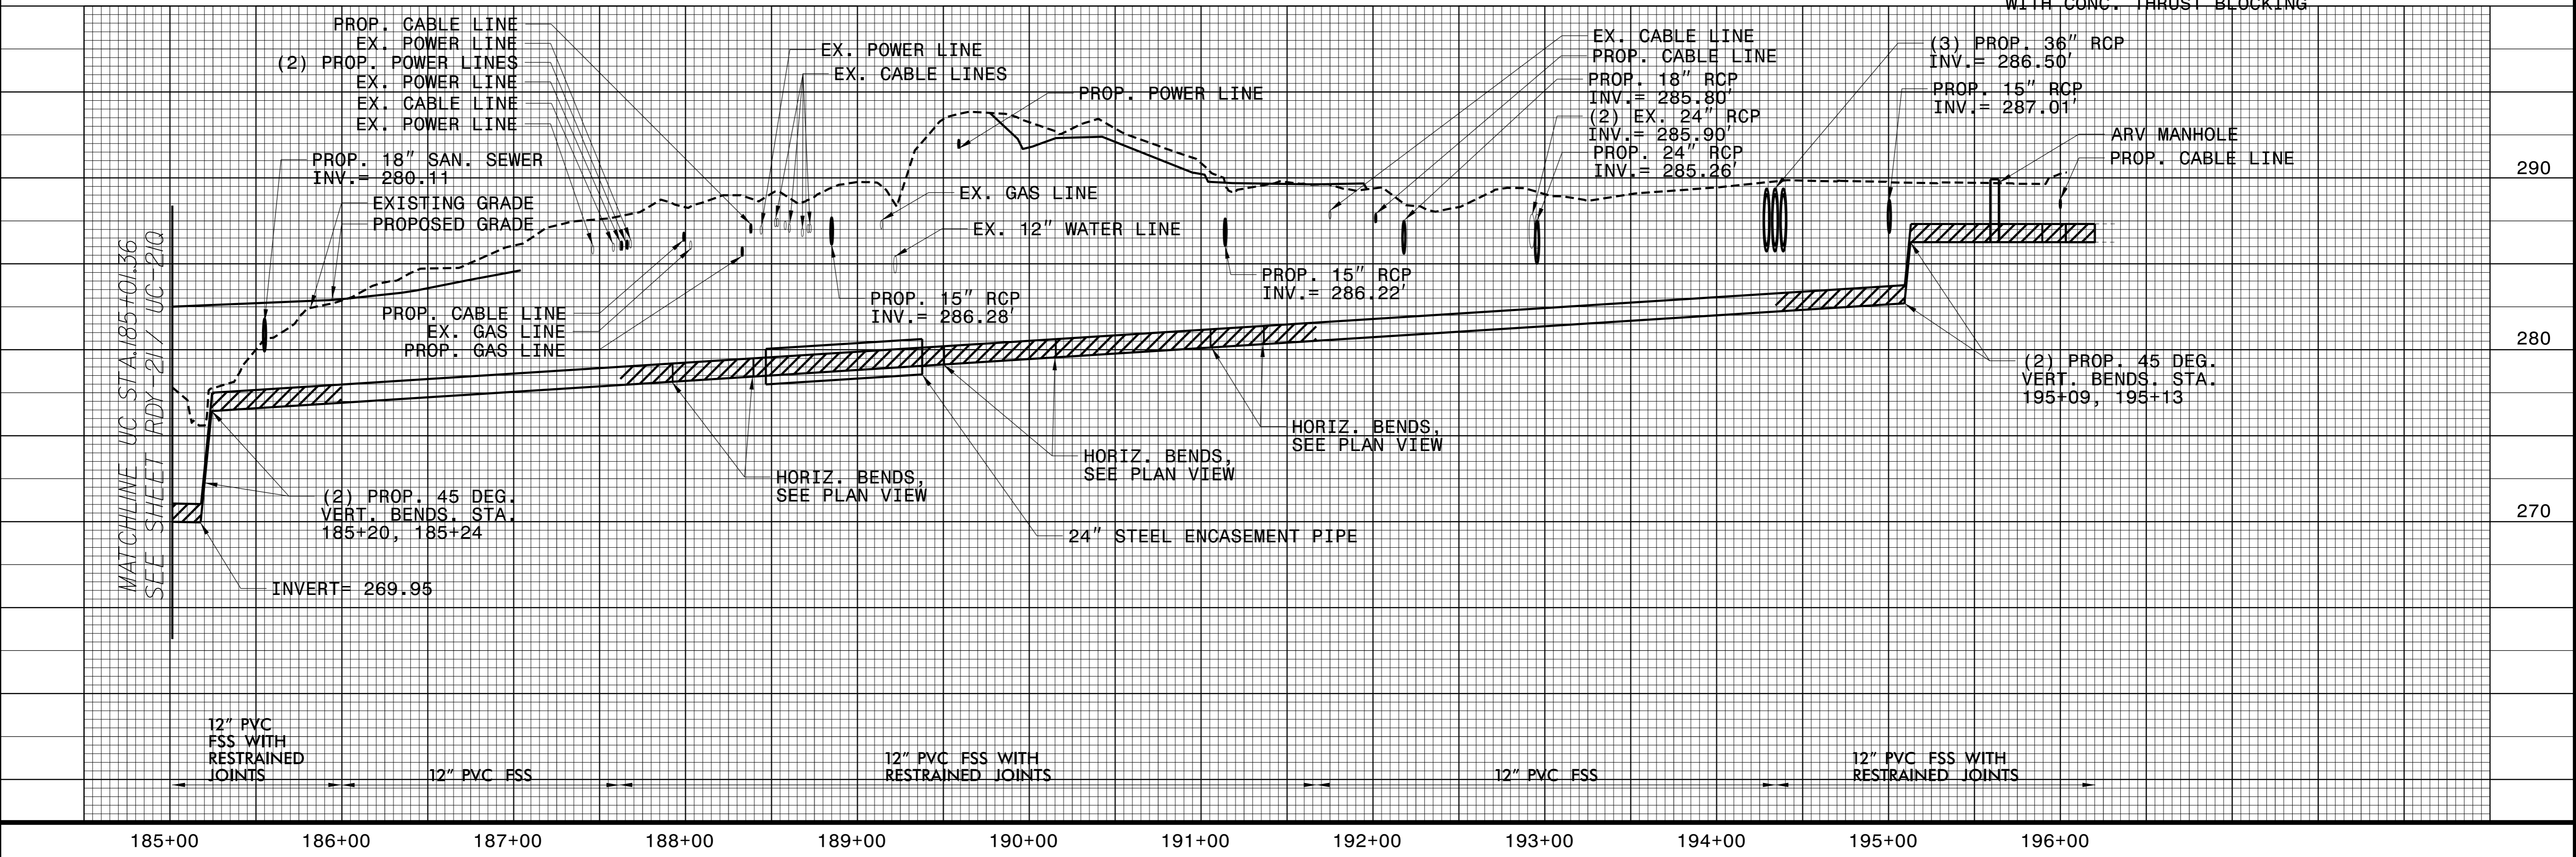 WITH CONC. THRUST BLOCKING
PROP. CABLE LINE
EX. POWER LINE
(2) PROP. POWER LINES
EX. POWER LINE
EX. CABLE LINE
EX. POWER LINE
PROP. 18" SAN. SEWER
INV.= 280.11
EXISTING GRADE
PROPOSED GRADE
EX. POWER LINE
EX. CABLE LINES
PROP. POWER LINE
EX. GAS LINE
EX. 12" WATER LINE
EX. CABLE LINE
PROP. CABLE LINE
PROP. 18" RCP
INV.= 285.80'
(2) EX. 24" RCP
INV.= 285.90'
PROP. 24" RCP
INV.= 285.26'
(3) PROP. 36" RCP
INV.= 286.50'
PROP. 15" RCP
INV.= 287.01'
ARV MANHOLE
PROP. CABLE LINE
290
280
270
MATCHLINE UC STA.185+01.36
SEE SHEET RDY-21 / UC-21Q
PROP. CABLE LINE
EX. GAS LINE
PROP. GAS LINE
PROP. 15" RCP
INV.= 286.28'
PROP. 15" RCP
INV.= 286.22'
(2) PROP. 45 DEG.
VERT. BENDS. STA.
195+09, 195+13
HORIZ. BENDS,
SEE PLAN VIEW
HORIZ. BENDS,
SEE PLAN VIEW
HORIZ. BENDS,
SEE PLAN VIEW
(2) PROP. 45 DEG.
VERT. BENDS. STA.
185+20, 185+24
24" STEEL ENCASEMENT PIPE
INVERT= 269.95
12" PVC
FSS WITH
RESTRAINED
JOINTS
12" PVC FSS
12" PVC FSS WITH
RESTRAINED JOINTS
12" PVC FSS
12" PVC FSS WITH
RESTRAINED JOINTS
185+00
186+00
187+00
188+00
189+00
190+00
191+00
192+00
193+00
194+00
195+00
196+00